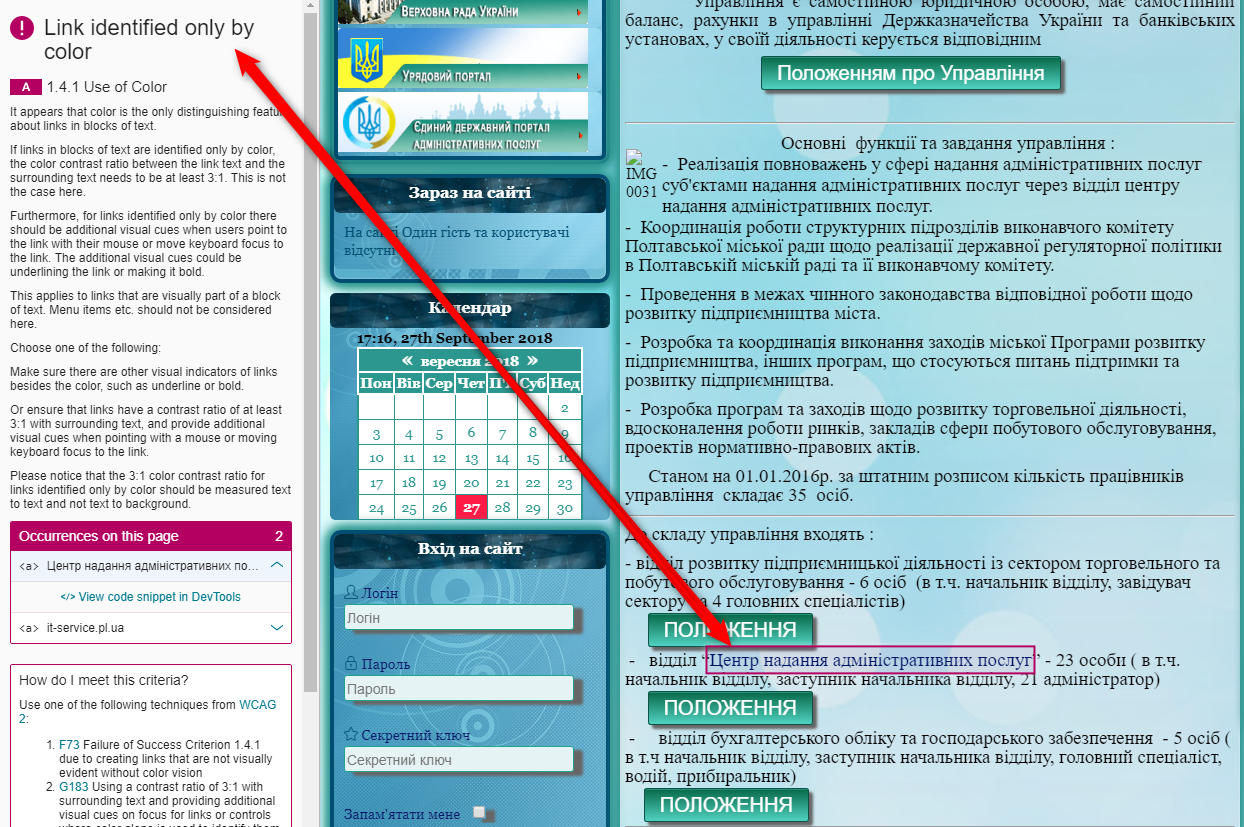 Link identified only by
color
A 1.4.1 Use of Color
It appears that color is the only distinguishing
about links in blocks of text.
If links in blocks of text are identified only by color,
the color contrast ratio between the link text and the
surrounding text needs to be at least 3:1. This is not
the case here.
Furthermore, for links identified only by color there
should be additional visual cues when users point to
the link with their mouse or move keyboard focus to
the link. The additional visual cues could be
underlining the link or making it bold.
This applies to links that are visually part of a block
of text. Menu items etc. should not be considered
here.
Choose one of the following:
Make sure there are other visual indicators of links
besides the color, such as underline or bold.
Or ensure that links have a contrast ratio of at least
3:1 with surrounding text, and provide additional
visual cues when pointing with a mouse or moving
keyboard focus to the link.
Please notice that the 3:1 color contrast ratio for
links identified only by color should be measured text
to text and not text to background.
Occurrences on this page 2
<a> Центр надання адміністративних по...
</> View code snippet in DevTools
<a> it-service.pl.ua
How do I meet this criteria?
Use one of the following techniques from WCAG
2:
1. F73 Failure of Success Criterion 1.4.1
due to creating links that are not visually
evident without color vision
2. G183 Using a contrast ratio of 3:1 with
surrounding text and providing additional
visual cues on focus for links or controls
where color alone is used to identify them
Верховна рада України
Урядовий портал
Єдиний державний портал
адміністративних послуг
Зараз на сайті
На сайті Один гість та користувачі
відсутні
Календар
17:16, 27th September 2018
« вересня 2018 »
Пон Вів Сер Чет П'я Суб Нед
2
3 4 5 6 7 8 9
10 11 12 13 14 15 16
17 18 19 20 21 22 23
24 25 26 27 28 29 30
Вхід на сайт
Логін
Логін
Пароль
Пароль
Секретний ключ
Секретний ключ
Запам'ятати мене
Управління є самостійною юридичною особою, має самостійний
баланс, рахунки в управлінні Держказначейства України та банківських
установах, у своїй діяльності керується відповідним
Положенням про Управління
Основні функції та завдання управління :
IMG
0031
- Реалізація повноважень у сфері надання адміністративних послуг
суб'єктами надання адміністративних послуг через відділ центру
надання адміністративних послуг.
- Координація роботи структурних підрозділів виконавчого комітету
Полтавської міської ради щодо реалізації державної регуляторної політики
в Полтавській міській раді та її виконавчому комітету.
- Проведення в межах чинного законодавства відповідної роботи щодо
розвитку підприємництва міста.
- Розробка та координація виконання заходів міської Програми розвитку
підприємництва, інших програм, що стосуються питань підтримки та
розвитку підприємництва.
- Розробка програм та заходів щодо розвитку торговельної діяльності,
вдосконалення роботи ринків, закладів сфери побутового обслуговування,
проектів нормативно-правових актів.
Станом на 01.01.2016р. за штатним розписом кількість працівників
управління складає 35 осіб.
До складу управління входять :
- відділ розвитку підприємницької діяльності із сектором торговельного та
побутового обслуговування - 6 осіб (в т.ч. начальник відділу, завідувач
сектору та 4 головних спеціалістів)
ПОЛОЖЕННЯ
- відділ “Центр надання адміністративних послуг” - 23 особи ( в т.ч.
начальник відділу, заступник начальника відділу, 21 адміністратор)
ПОЛОЖЕННЯ
- відділ бухгалтерського обліку та господарського забезпечення - 5 осіб (
в т.ч начальник відділу, заступник начальника відділу, головний спеціаліст,
водій, прибиральник)
ПОЛОЖЕННЯ